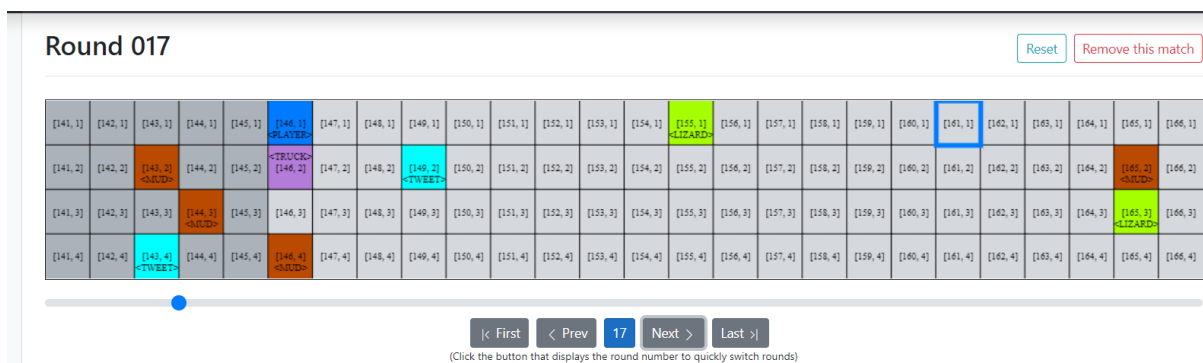 Round 017
Reset
Remove this match
[141, 1] [142, 1] [143, 1] [144, 1] [145, 1] [146, 1] [147, 1] [148, 1] [149, 1] [150, 1] [151, 1] [152, 1] [153, 1] [154, 1] [155, 1] [156, 1] [157, 1] [158, 1] [159, 1] [160, 1] [161, 1] [162, 1] [163, 1] [164, 1] [165, 1] [166, 1]
<PLAYER> <LIZARD>
<TRUCK>
[141, 2] [142, 2] [143, 2] [144, 2] [145, 2] [146, 2] [147, 2] [148, 2] [149, 2] [150, 2] [151, 2] [152, 2] [153, 2] [154, 2] [155, 2] [156, 2] [157, 2] [158, 2] [159, 2] [160, 2] [161, 2] [162, 2] [163, 2] [164, 2] [165, 2] [166, 2]
<MUD> <TWEET> <MUD>
[141, 3] [142, 3] [143, 3] [144, 3] [145, 3] [146, 3] [147, 3] [148, 3] [149, 3] [150, 3] [151, 3] [152, 3] [153, 3] [154, 3] [155, 3] [156, 3] [157, 3] [158, 3] [159, 3] [160, 3] [161, 3] [162, 3] [163, 3] [164, 3] [165, 3] [166, 3]
<MUD> <LIZARD>
[141, 4] [142, 4] [143, 4] [144, 4] [145, 4] [146, 4] [147, 4] [148, 4] [149, 4] [150, 4] [151, 4] [152, 4] [153, 4] [154, 4] [155, 4] [156, 4] [157, 4] [158, 4] [159, 4] [160, 4] [161, 4] [162, 4] [163, 4] [164, 4] [165, 4] [166, 4]
<TWEET> <MUD>
|< First < Prev 17 Next > Last >|
(Click the button that displays the round number to quickly switch rounds)